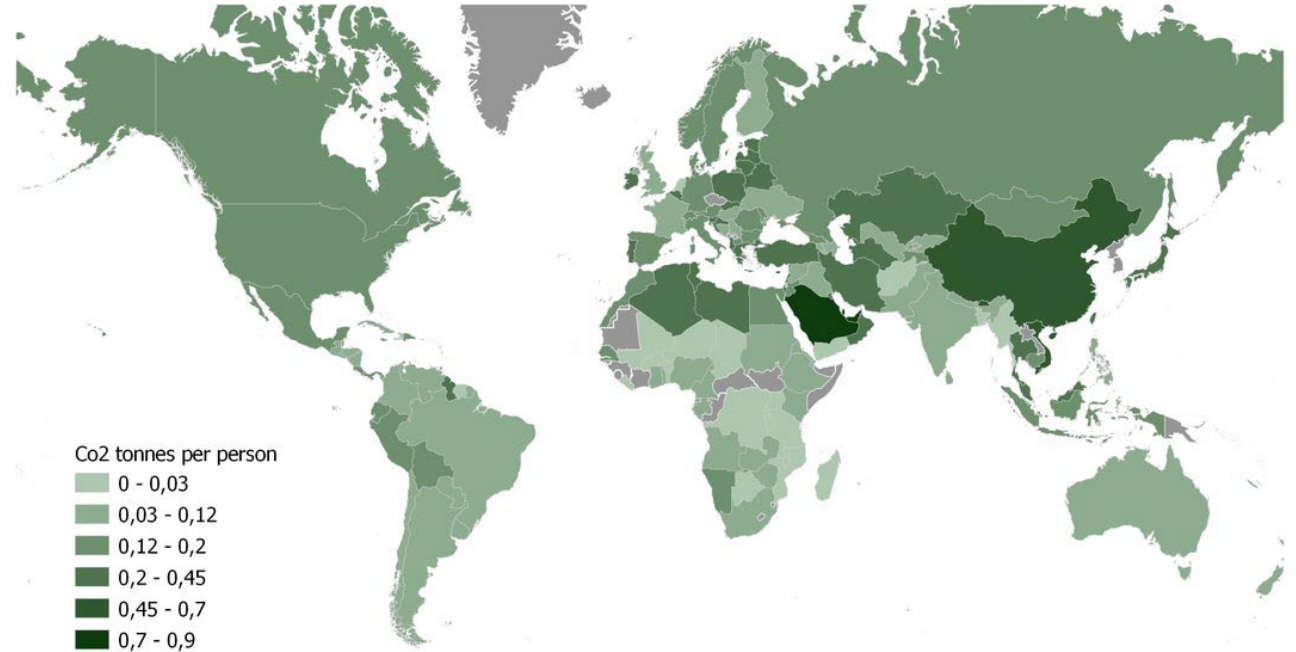 Co2 tonnes per person
0 - 0,03
0,03 - 0,12
0,12 - 0,2
0,2 - 0,45
0,45 - 0,7
0,7 - 0,9